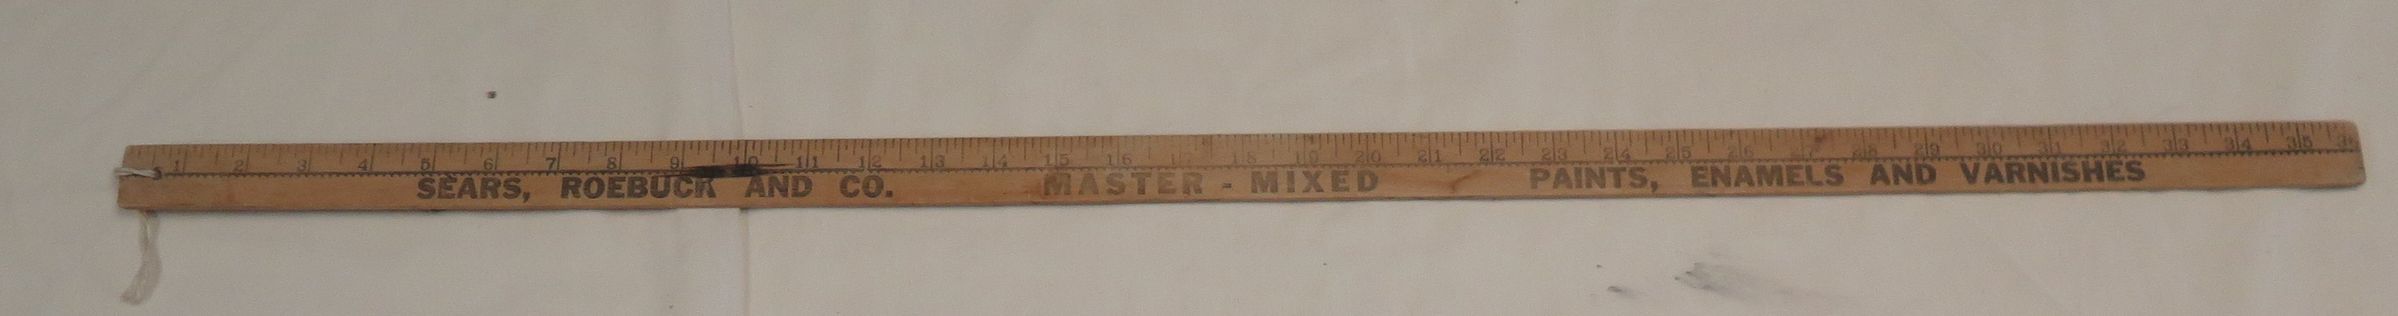 1 2 3 4 5 6 7 8 9 10 11 12 13 14 15 16 17 18 19 20 21 22 23 24 25 26 27 28 29 30 31 32 33 34 35
SEARS, ROEBUCK AND CO. MASTER-MIXED PAINTS, ENAMELS AND VARNISHES